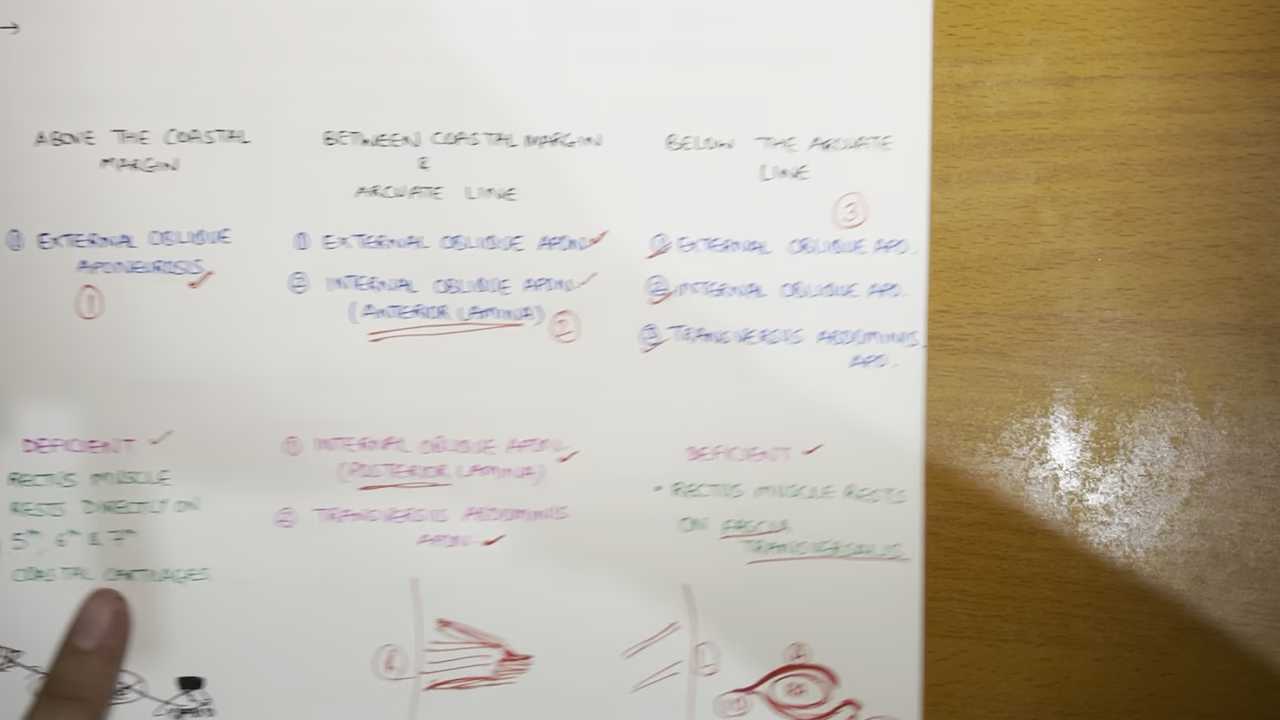 ABOVE THE COASTAL
MARGIN
BETWEEN COASTAL MARGIN
&
ARCUATE LINE
BELOW THE ARCUATE
LINE
① EXTERNAL OBLIQUE
APONEUROSIS
①
① EXTERNAL OBLIQUE APON.
② INTERNAL OBLIQUE APON.
(ANTERIOR LAMINA)
②
③
① EXTERNAL OBLIQUE APO.
② INTERNAL OBLIQUE APO.
③ TRANSVERSUS ABDOMINUS
APO.
DEFICIENT
RECTUS MUSCLE
RESTS DIRECTLY ON
5th, 6th & 7th
COASTAL CARTILAGES
① INTERNAL OBLIQUE APON.
(POSTERIOR LAMINA)
② TRANSVERSUS ABDOMINUS
APON.
DEFICIENT
• RECTUS MUSCLE RESTS
ON FASCIA
TRANSVERSALIS